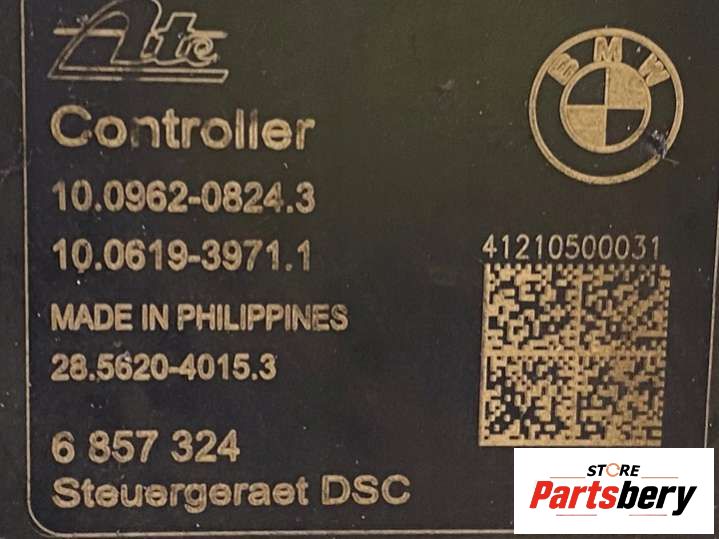 Ate
BMW
Controller
10.0962-0824.3
10.0619-3971.1
41210500031
MADE IN PHILIPPINES
28.5620-4015.3
6 857 324
Steuergeraet DSC
STORE
Partsbery